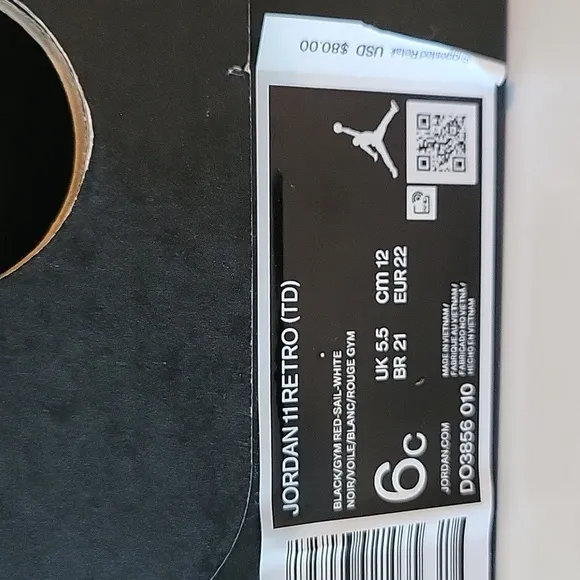 Suggested Retail USD $80.00
JORDAN 11 RETRO (TD)
BLACK/GYM RED-SAIL-WHITE
NOIR/VOILE/BLANC/ROUGE GYM
6C
UK 5.5 cm 12
BR 21 EUR 22
JORDAN.COM
DO3856 010
MADE IN VIETNAM/
FABRIQUE AU VIETNAM/
FABRICADO NO VIETNA/
HECHO EN VIETNAM